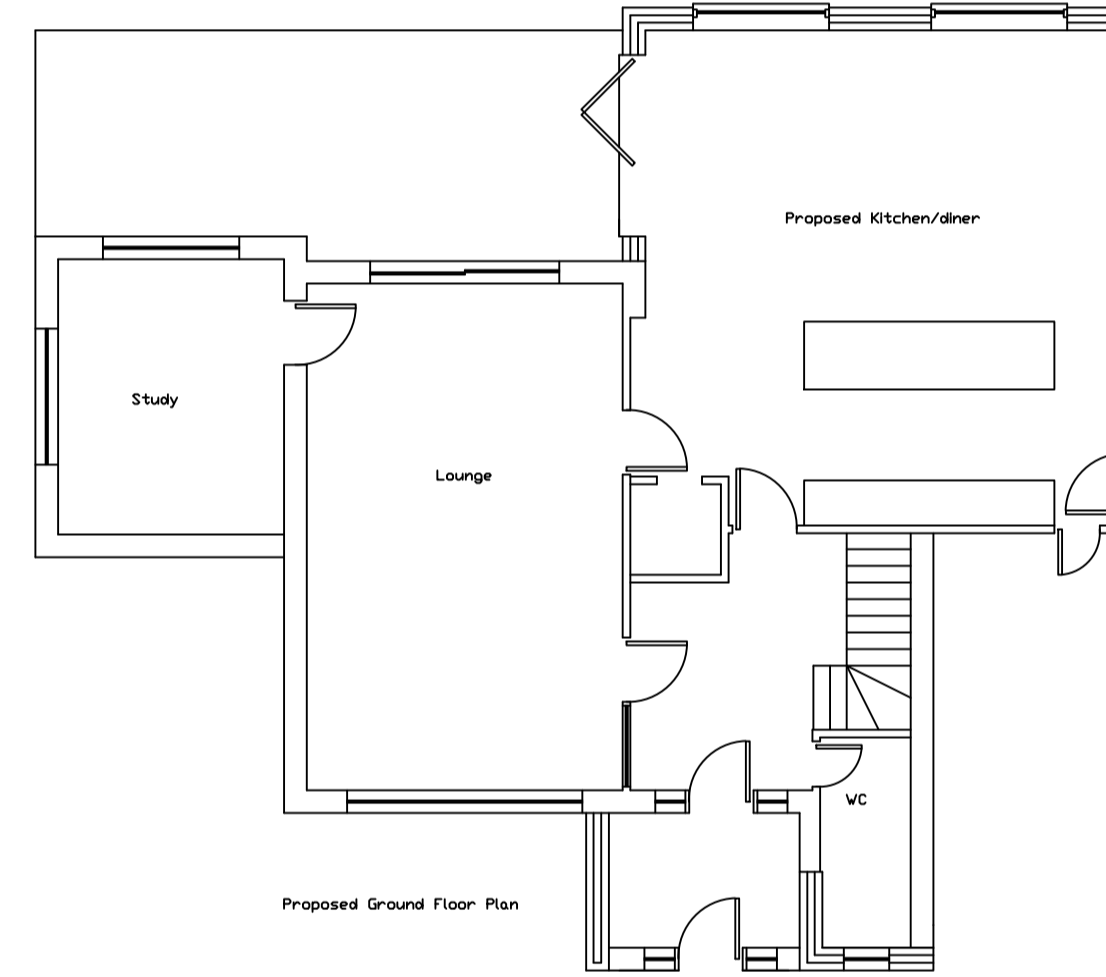 Proposed Kitchen/diner
Study
Lounge
WC
Proposed Ground Floor Plan